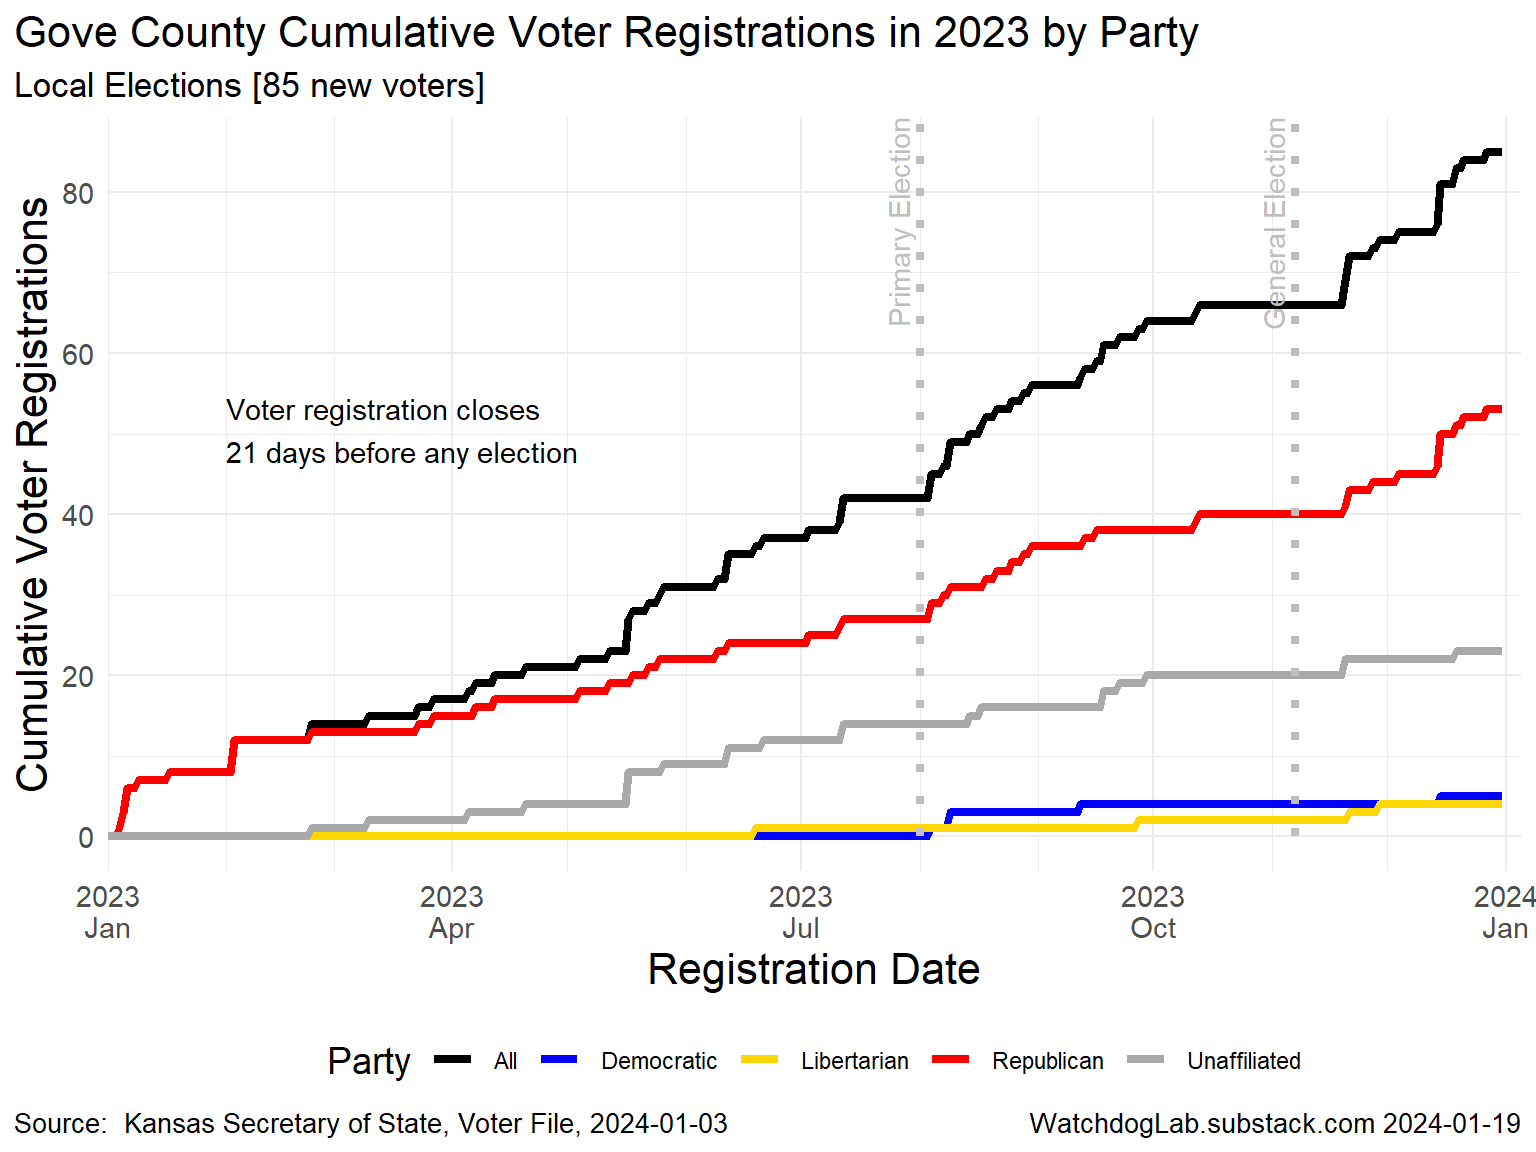 Gove County Cumulative Voter Registrations in 2023 by Party
Local Elections [85 new voters]
Cumulative Voter Registrations
80
60
40
20
0
Primary Election
General Election
Voter registration closes
21 days before any election
2023
Jan
2023
Apr
2023
Jul
2023
Oct
2024
Jan
Registration Date
Party All Democratic Libertarian Republican Unaffiliated
Source:  Kansas Secretary of State, Voter File, 2024-01-03
WatchdogLab.substack.com 2024-01-19